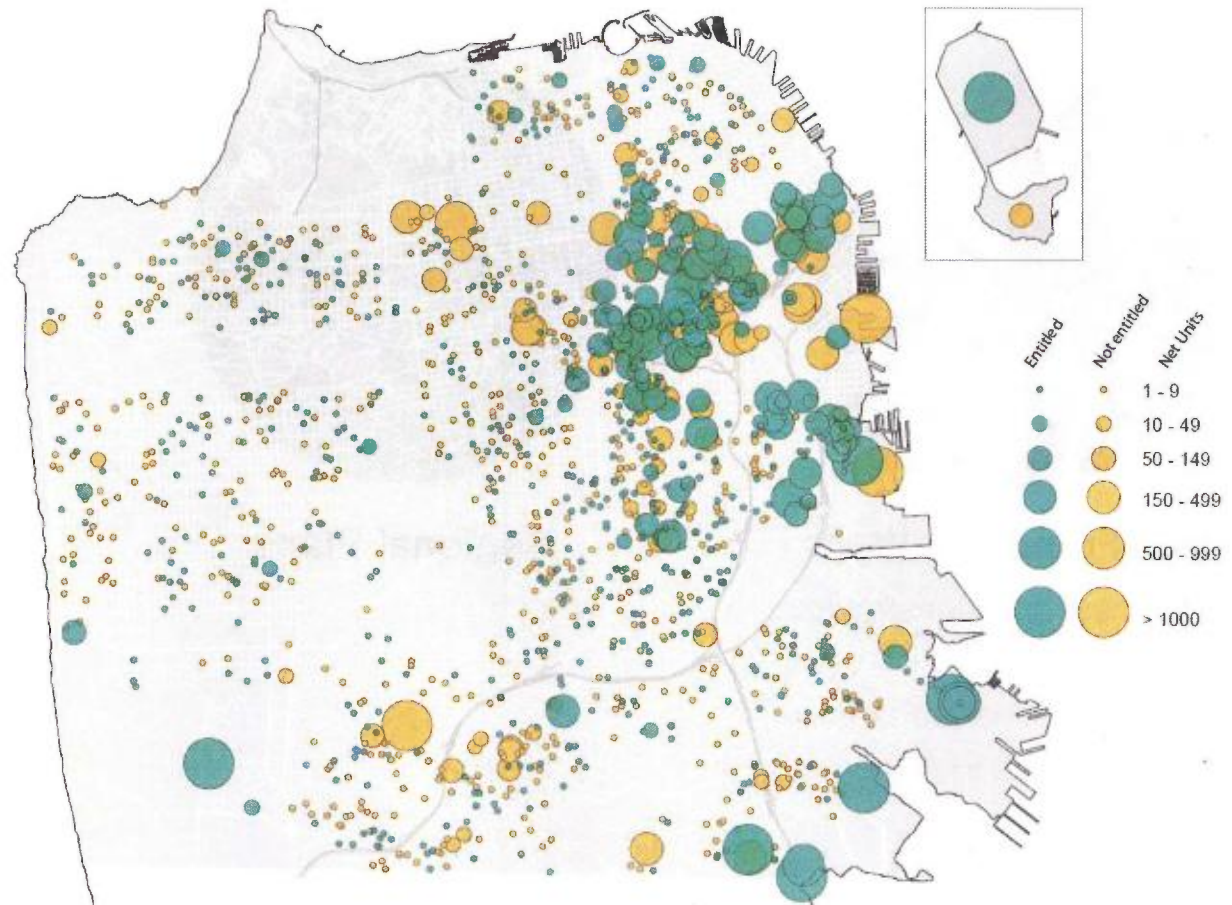 Entitled
Not entitled
Net Units
1 - 9
10 - 49
50 - 149
150 - 499
500 - 999
> 1000